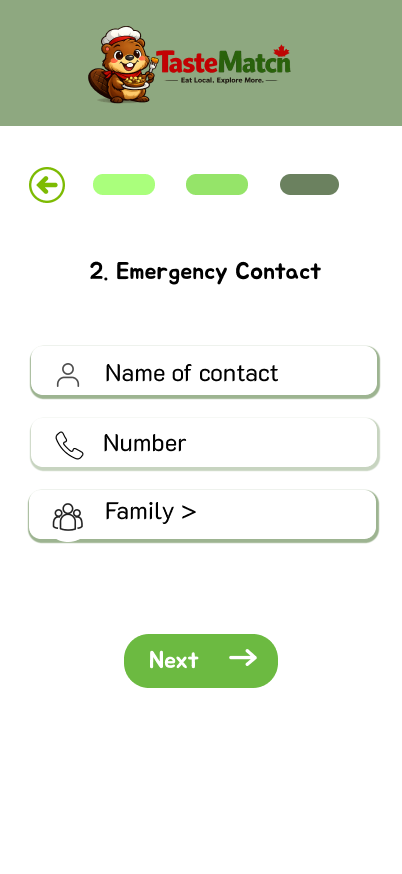 TasteMatch
Eat Local. Explore More.
2. Emergency Contact
Name of contact
Number
Family >
Next